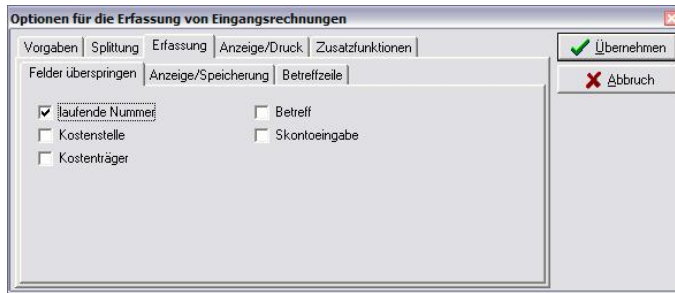 Optionen für die Erfassung von Eingangsrechnungen
Vorgaben Splittung Erfassung Anzeige/Druck Zusatzfunktionen
Übernehmen
Felder überspringen Anzeige/Speicherung Betreffzeile
Abbruch
laufende Nummer Betreff
Kostenstelle Skontoeingabe
Kostenträger